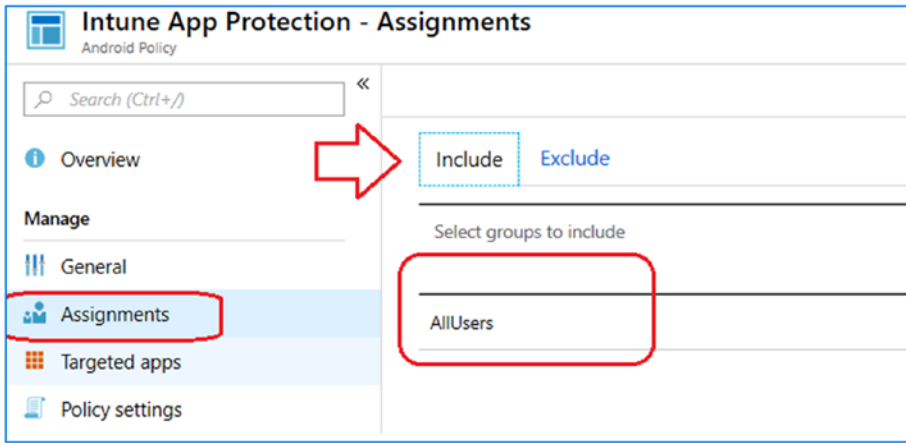 Intune App Protection - Assignments
Android Policy
«
Search (Ctrl+/)
Overview
Manage
General
Assignments
Targeted apps
Policy settings
Include Exclude
Select groups to include
AllUsers